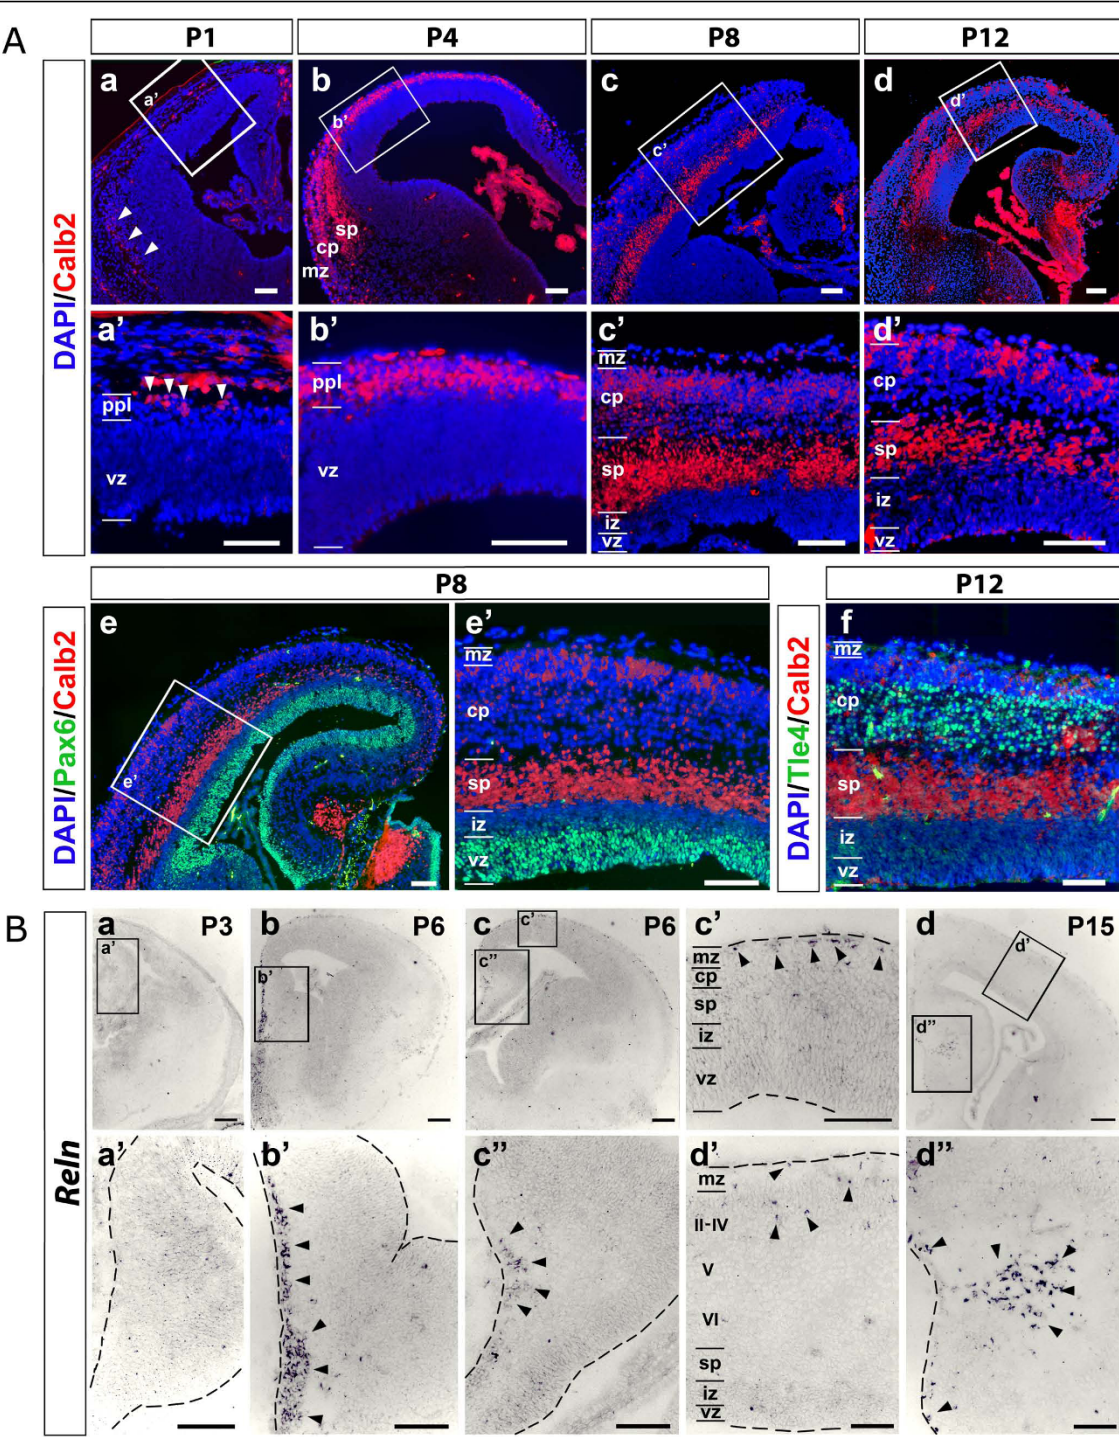 A
P1 P4 P8 P12
DAPI/Calb2
a a’ b b’ c c’ d d’
sp
cp
mz
a’ b’ c’ d’
ppl
vz
ppl
vz
mz
cp
sp
iz
vz
cp
sp
iz
vz
P8 P12
DAPI/Pax6/Calb2
e e’
e’
mz
cp
sp
iz
vz
DAPI/Tle4/Calb2
f
mz
cp
sp
iz
vz
B
Reln
a P3 a’
b P6 b’
c P6 c’ c’’
c’
mz
cp
sp
iz
vz
d P15 d’ d’’
a’ b’ c’’ d’
mz
II-IV
V
VI
sp
iz
vz
d’’